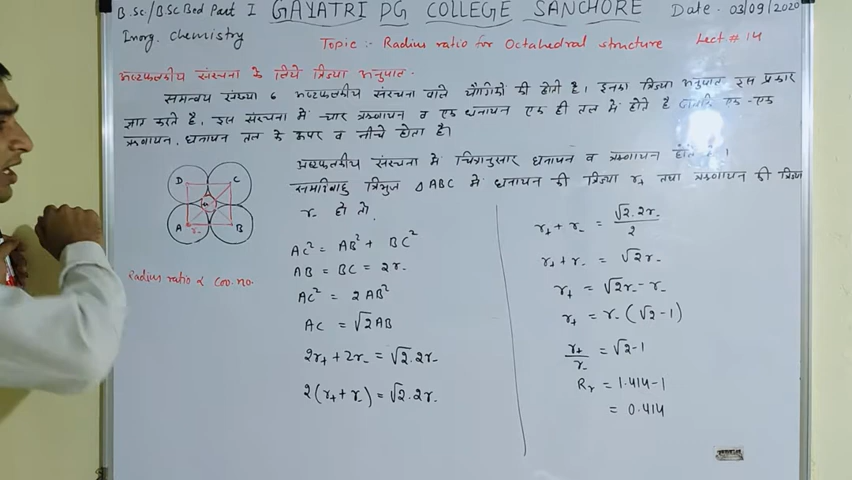 B.Sc./BSC Bed Part I GAYATRI PG COLLEGE SANCHORE Date - 03/09/2020
Inorg. Chemistry
Topic :- Radius ratio for Octahedral structure Lect # 14
अष्टफलकीय संरचना के लिये त्रिज्या अनुपात -
समन्वय संख्या 6 अष्टफलकीय संरचना वाले यौगिकों की होती है। इनका त्रिज्या अनुपात इस प्रकार
ज्ञात करते है, इस संरचना में चार ऋणायन व एक धनायन एक ही तल में होते है जबकि एक-एक
ऋणायन, धनायन तल के ऊपर व नीचे होता है।
अष्टफलकीय संरचना में चित्रानुसार धनायन व ऋणायन होते
समद्विबाहु त्रिभुज Δ ABC में धनायन की त्रिज्या r₊ तथा ऋणायन की त्रिज्या
r₋ हो तो,
D C
r₊
A r₋ B
Radius ratio ∝ Coo. no.
AC² = AB² + BC²
AB = BC = 2r₋
AC² = 2AB²
AC = √2 AB
2r₊ + 2r₋ = √2 . 2r₋
2(r₊ + r₋) = √2 . 2r₋
r₊ + r₋ = √2 . 2r₋ / 2
r₊ + r₋ = √2 r₋
r₊ = √2 r₋ - r₋
r₊ = r₋ (√2 - 1)
r₊ / r₋ = √2 - 1
Rᵣ = 1.414 - 1
= 0.414